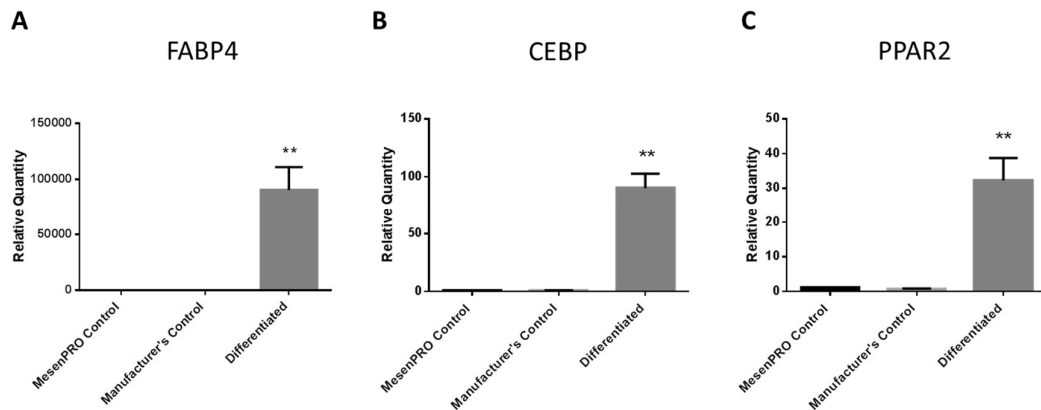 A
FABP4
Relative Quantity
150000
100000
50000
0
**
MesenPRO Control
Manufacturer's Control
Differentiated
B
CEBP
Relative Quantity
150
100
50
0
**
MesenPRO Control
Manufacturer's Control
Differentiated
C
PPAR2
Relative Quantity
50
40
30
20
10
0
**
MesenPRO Control
Manufacturer's Control
Differentiated